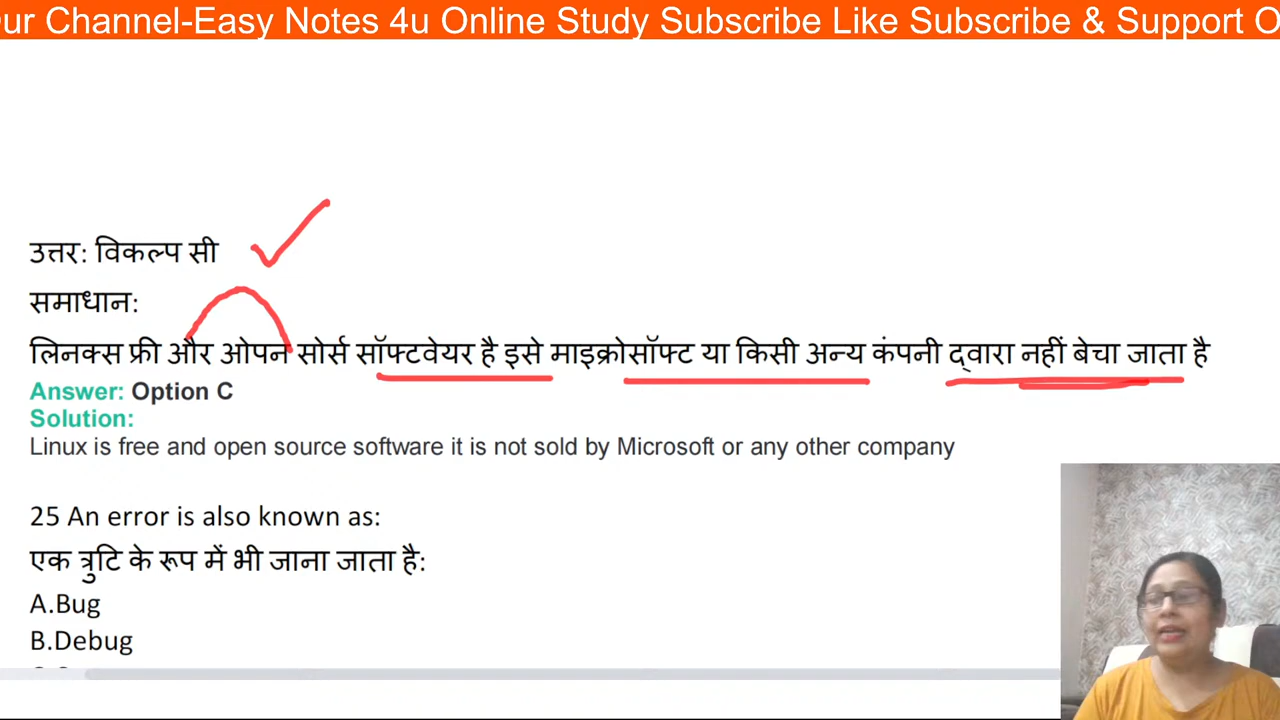 ur Channel-Easy Notes 4u Online Study Subscribe Like Subscribe & Support O
उत्तर: विकल्प सी
समाधान:
लिनक्स फ्री और ओपन सोर्स सॉफ्टवेयर है इसे माइक्रोसॉफ्ट या किसी अन्य कंपनी द्वारा नहीं बेचा जाता है
Answer: Option C
Solution:
Linux is free and open source software it is not sold by Microsoft or any other company
25 An error is also known as:
एक त्रुटि के रूप में भी जाना जाता है:
A.Bug
B.Debug